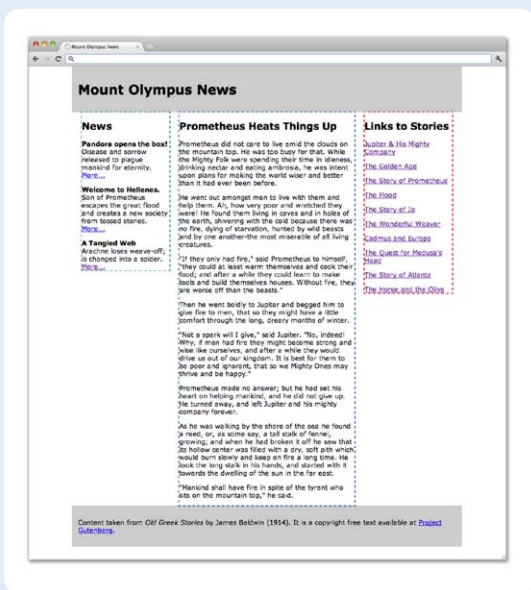 Mount Olympus News
Mount Olympus News
News
Pandora opens the box!
Disease and sorrow
released to plague
mankind for eternity.
More...
Welcome to Hellenes.
Son of Prometheus
escapes the great flood
and creates a new society
from tossed stones.
More...
A Tangled Web
Arachne loses weave-off;
is changed into a spider.
More...
Prometheus Heats Things Up
Prometheus did not care to live amid the clouds on
the mountain top. He was too busy for that. While
the Mighty Folk were spending their time in idleness,
drinking nectar and eating ambrosia, he was intent
upon plans for making the world wiser and better
than it had ever been before.
He went out amongst men to live with them and
help them. Ah, how very poor and wretched they
were! He found them living in caves and in holes of
the earth, shivering with the cold because there was
no fire, dying of starvation, hunted by wild beasts
and by one another-the most miserable of all living
creatures.
"If they only had fire," said Prometheus to himself,
"they could at least warm themselves and cook their
food; and after a while they could learn to make
tools and build themselves houses. Without fire, they
are worse off than the beasts."
Then he went boldly to Jupiter and begged him to
give fire to men, that so they might have a little
comfort through the long, dreary months of winter.
"Not a spark will I give," said Jupiter. "No, indeed!
Why, if men had fire they might become strong and
wise like ourselves, and after a while they would
drive us out of our kingdom. It is best for them to
be poor and ignorant, that so we Mighty Ones may
thrive and be happy."
Prometheus made no answer; but he had set his
heart on helping mankind, and he did not give up.
He turned away, and left Jupiter and his mighty
company forever.
As he was walking by the shore of the sea he found
a reed, or, as some say, a tall stalk of fennel,
growing; and when he had broken it off he saw that
its hollow center was filled with a dry, soft pith which
would burn slowly and keep on fire a long time. He
took the long stalk in his hands, and started with it
towards the dwelling of the sun in the far east.
"Mankind shall have fire in spite of the tyrant who
sits on the mountain top," he said.
Links to Stories
Jupiter & His Mighty
Company
The Golden Age
The Story of Prometheus
The Flood
The Story of Io
The Wonderful Weaver
Cadmus and Europa
The Quest for Medusa's
Head
The Story of Atlanta
The Horse and the Olive
Content taken from Old Greek Stories by James Baldwin (1914). It is a copyright free text available at Project
Gutenberg.